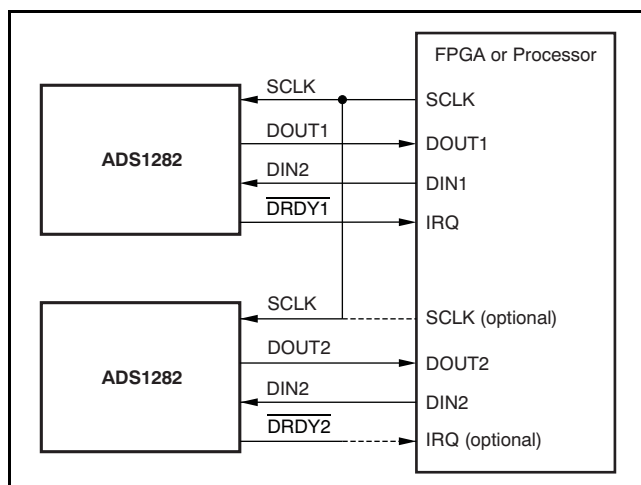 FPGA or Processor
SCLK
SCLK
DOUT1
DOUT1
ADS1282
DIN2
DIN1
DRDY1
IRQ
SCLK
SCLK (optional)
DOUT2
DOUT2
ADS1282
DIN2
DIN2
DRDY2
IRQ (optional)